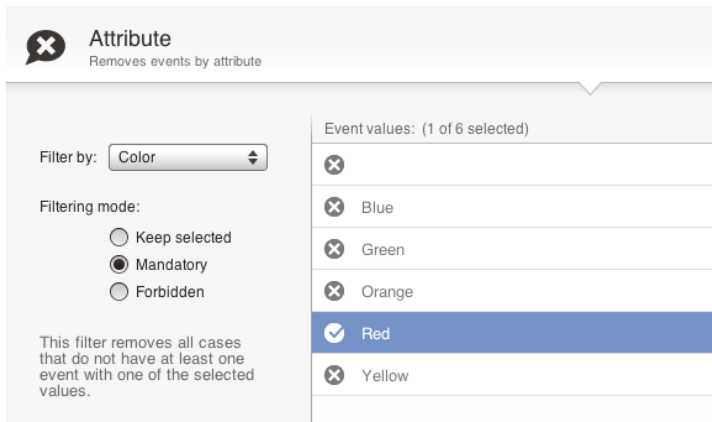 Attribute
Removes events by attribute
Filter by:
Color
Filtering mode:
Keep selected
Mandatory
Forbidden
This filter removes all cases
that do not have at least one
event with one of the selected
values.
Event values: (1 of 6 selected)
Blue
Green
Orange
Red
Yellow